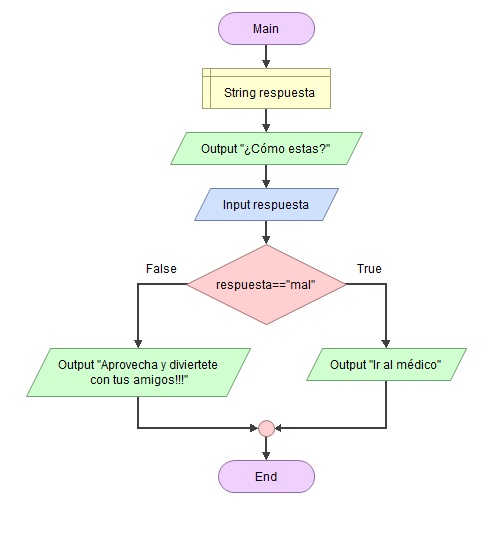 Main
String respuesta
Output "¿Cómo estas?"
Input respuesta
respuesta=="mal"
False
True
Output "Aprovecha y diviertete
con tus amigos!!!"
Output "Ir al médico"
End